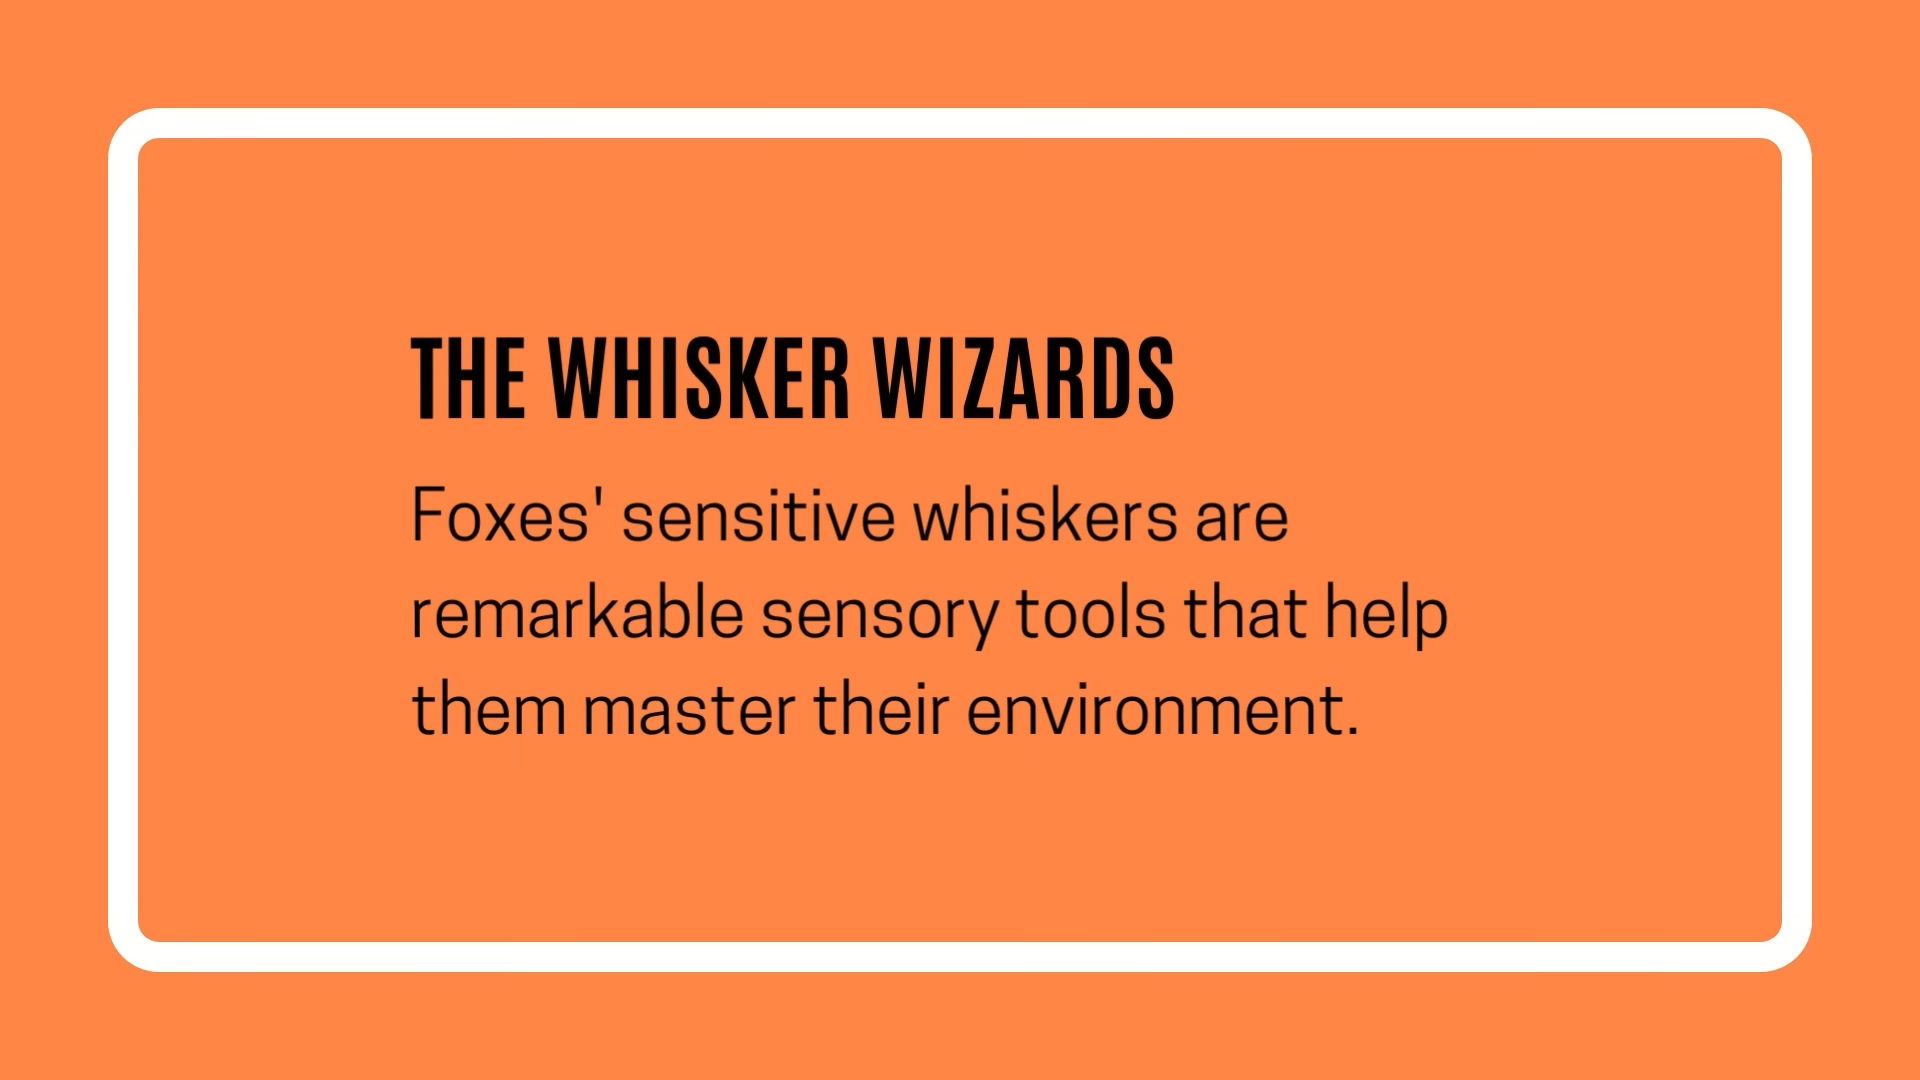 THE WHISKER WIZARDS
Foxes' sensitive whiskers are
remarkable sensory tools that help
them master their environment.